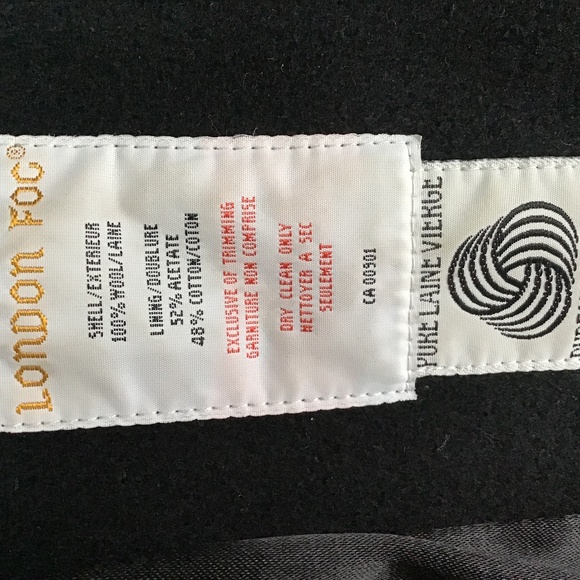 LONDON FOG®
SHELL/EXTERIEUR
100% WOOL/LAINE
LINING/DOUBLURE
52% ACETATE
48% COTTON/COTON
EXCLUSIVE OF TRIMMING
GARNITURE NON COMPRISE
DRY CLEAN ONLY
NETTOYER A SEC
SEULEMENT
CA 00301
PURE LAINE VIERGE